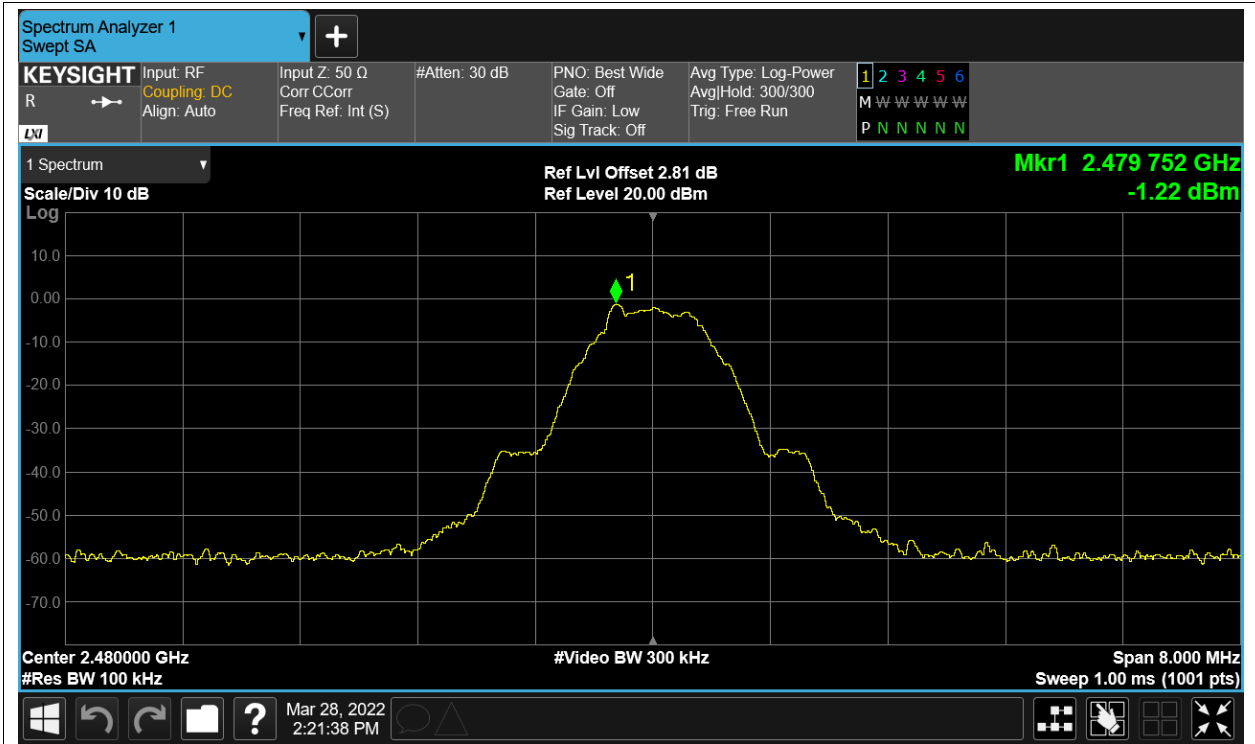 Spectrum Analyzer 1
Swept SA
KEYSIGHT
R
LXI
Input: RF
Coupling: DC
Align: Auto
Input Z: 50 Ω
Corr CCorr
Freq Ref: Int (S)
#Atten: 30 dB
PNO: Best Wide
Gate: Off
IF Gain: Low
Sig Track: Off
Avg Type: Log-Power
Avg|Hold: 300/300
Trig: Free Run
1 2 3 4 5 6
M W W W W W
P N N N N N
1 Spectrum
Scale/Div 10 dB
Log
Ref Lvl Offset 2.81 dB
Ref Level 20.00 dBm
Mkr1 2.479 752 GHz
-1.22 dBm
1
10.0
0.00
-10.0
-20.0
-30.0
-40.0
-50.0
-60.0
-70.0
Center 2.480000 GHz
#Res BW 100 kHz
#Video BW 300 kHz
Span 8.000 MHz
Sweep 1.00 ms (1001 pts)
?
Mar 28, 2022
2:21:38 PM